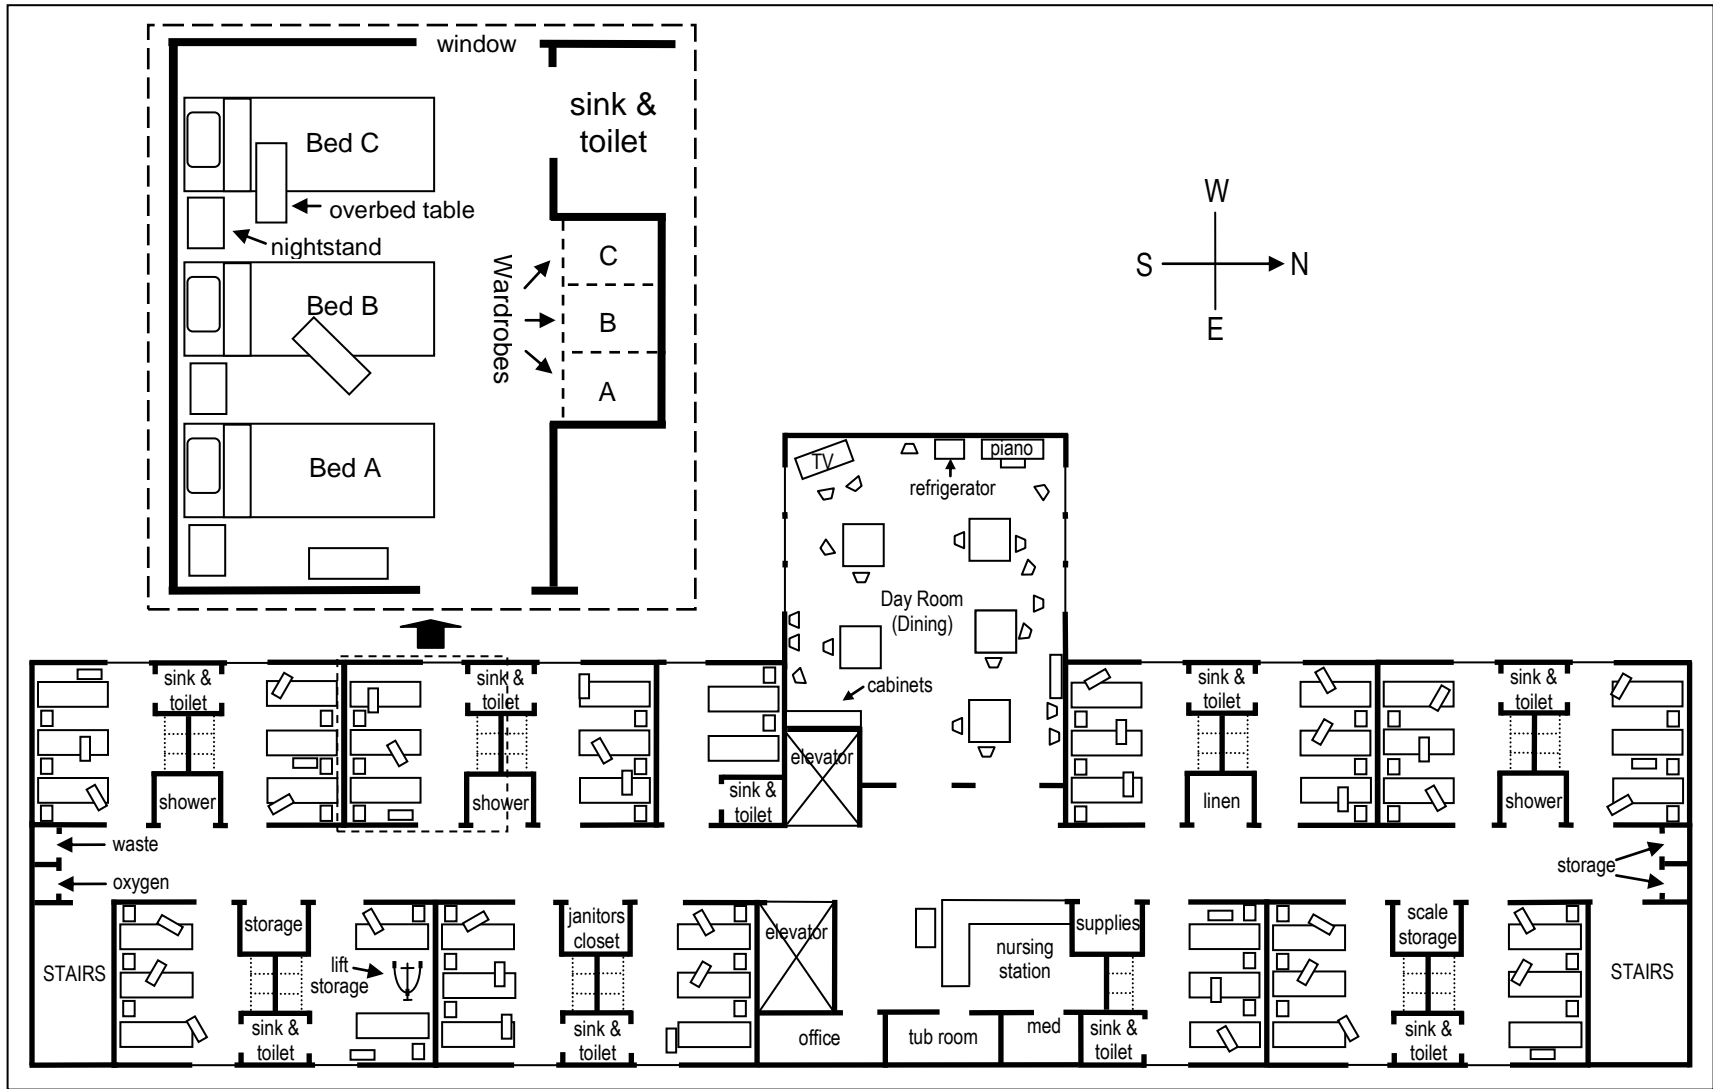 window
sink &
toilet
Bed C
overbed table
nightstand
Bed B
Bed A
Wardrobes
C
B
A
W
S
N
E
TV
piano
refrigerator
Day Room
(Dining)
cabinets
elevator
sink &
toilet
sink &
toilet
sink &
toilet
sink &
toilet
sink &
toilet
shower
shower
linen
shower
waste
oxygen
storage
storage
janitors
closet
elevator
supplies
scale
storage
STAIRS
lift
storage
nursing
station
STAIRS
sink &
toilet
sink &
toilet
office
tub room
med
sink &
toilet
sink &
toilet